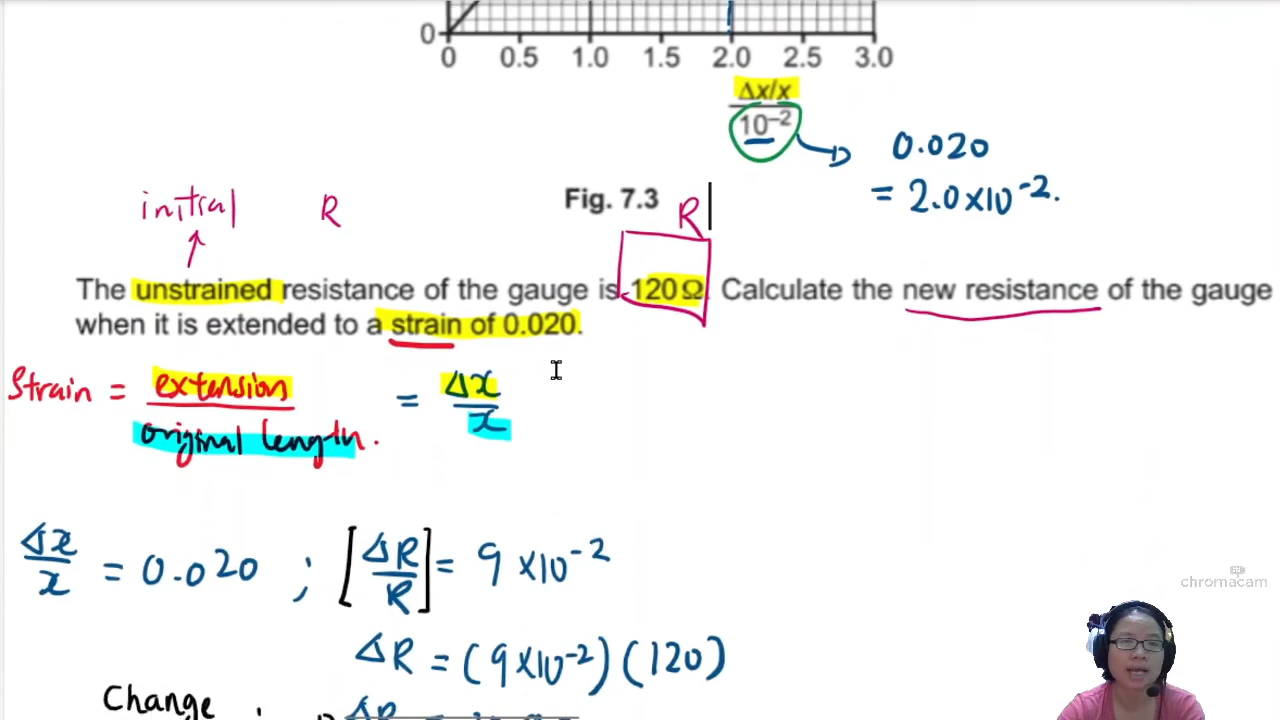 0
0 0.5 1.0 1.5 2.0 2.5 3.0
Δx/x
10⁻²
0.020
= 2.0×10⁻².
initial R
Fig. 7.3
R
The unstrained resistance of the gauge is 120 Ω. Calculate the new resistance of the gauge
when it is extended to a strain of 0.020.
Strain = extension / original length. = Δx / x
Δx / x = 0.020 ; [ΔR / R] = 9 ×10⁻²
chromacam
ΔR = (9×10⁻²)(120)
Change